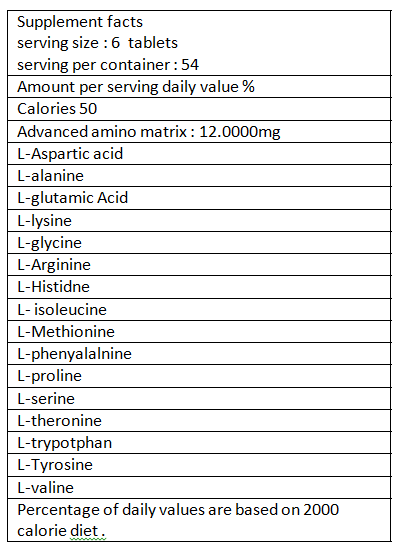 Supplement facts
serving size : 6  tablets
serving per container : 54
Amount per serving daily value %
Calories 50
Advanced amino matrix : 12.0000mg
L-Aspartic acid
L-alanine
L-glutamic Acid
L-lysine
L-glycine
L-Arginine
L-Histidne
L- isoleucine
L-Methionine
L-phenyalalnine
L-proline
L-serine
L-theronine
L-trypotphan
L-Tyrosine
L-valine
Percentage of daily values are based on 2000
calorie diet .